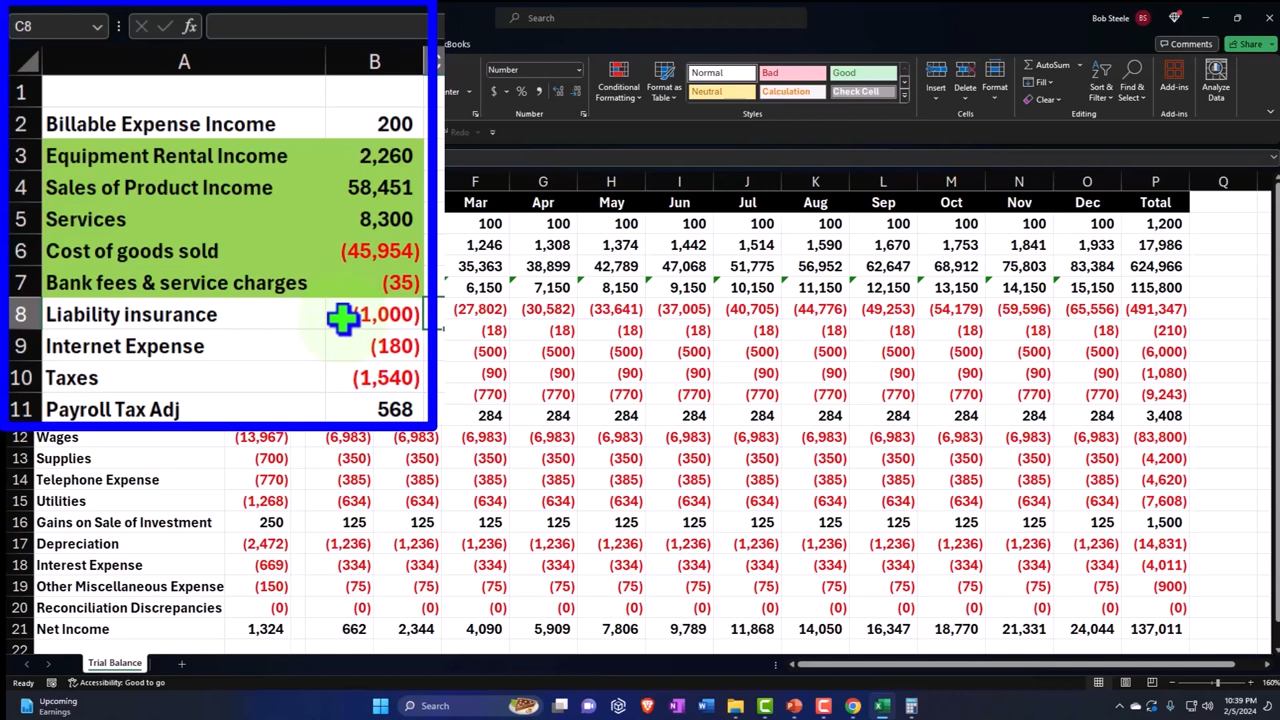 C8
Search
Bob Steele BS
kBooks
Comments Share
Number
Conditional Formatting
Format as Table
Normal Bad Good
Neutral Calculation Check Cell
Insert Delete Format
AutoSum
Fill
Clear
Sort & Filter
Find & Select
Add-ins
Analyze Data
Number Styles Cells Editing Add-ins
Redo
A B
1
2 Billable Expense Income 200
3 Equipment Rental Income 2,260
4 Sales of Product Income 58,451
5 Services 8,300
6 Cost of goods sold (45,954)
7 Bank fees & service charges (35)
8 Liability insurance 1,000)
9 Internet Expense (180)
10 Taxes (1,540)
11 Payroll Tax Adj 568
F G H I J K L M N O P Q
Mar Apr May Jun Jul Aug Sep Oct Nov Dec Total
100 100 100 100 100 100 100 100 100 100 1,200
1,246 1,308 1,374 1,442 1,514 1,590 1,670 1,753 1,841 1,933 17,986
35,363 38,899 42,789 47,068 51,775 56,952 62,647 68,912 75,803 83,384 624,966
6,150 7,150 8,150 9,150 10,150 11,150 12,150 13,150 14,150 15,150 115,800
(27,802) (30,582) (33,641) (37,005) (40,705) (44,776) (49,253) (54,179) (59,596) (65,556) (491,347)
(18) (18) (18) (18) (18) (18) (18) (18) (18) (18) (210)
(500) (500) (500) (500) (500) (500) (500) (500) (500) (500) (6,000)
(90) (90) (90) (90) (90) (90) (90) (90) (90) (90) (1,080)
(770) (770) (770) (770) (770) (770) (770) (770) (770) (770) (9,243)
284 284 284 284 284 284 284 284 284 284 3,408
12 Wages (13,967) (6,983) (6,983) (6,983) (6,983) (6,983) (6,983) (6,983) (6,983) (6,983) (6,983) (6,983) (6,983) (83,800)
13 Supplies (700) (350) (350) (350) (350) (350) (350) (350) (350) (350) (350) (350) (350) (4,200)
14 Telephone Expense (770) (385) (385) (385) (385) (385) (385) (385) (385) (385) (385) (385) (385) (4,620)
15 Utilities (1,268) (634) (634) (634) (634) (634) (634) (634) (634) (634) (634) (634) (634) (7,608)
16 Gains on Sale of Investment 250 125 125 125 125 125 125 125 125 125 125 125 125 1,500
17 Depreciation (2,472) (1,236) (1,236) (1,236) (1,236) (1,236) (1,236) (1,236) (1,236) (1,236) (1,236) (1,236) (1,236) (14,831)
18 Interest Expense (669) (334) (334) (334) (334) (334) (334) (334) (334) (334) (334) (334) (334) (4,011)
19 Other Miscellaneous Expense (150) (75) (75) (75) (75) (75) (75) (75) (75) (75) (75) (75) (75) (900)
20 Reconciliation Discrepancies (0) (0) (0) (0) (0) (0) (0) (0) (0) (0) (0) (0) (0) (0)
21 Net Income 1,324 662 2,344 4,090 5,909 7,806 9,789 11,868 14,050 16,347 18,770 21,331 24,044 137,011
22
Trial Balance
Ready Accessibility: Good to go 160%
Upcoming
Earnings
Search
10:39 PM
2/5/2024